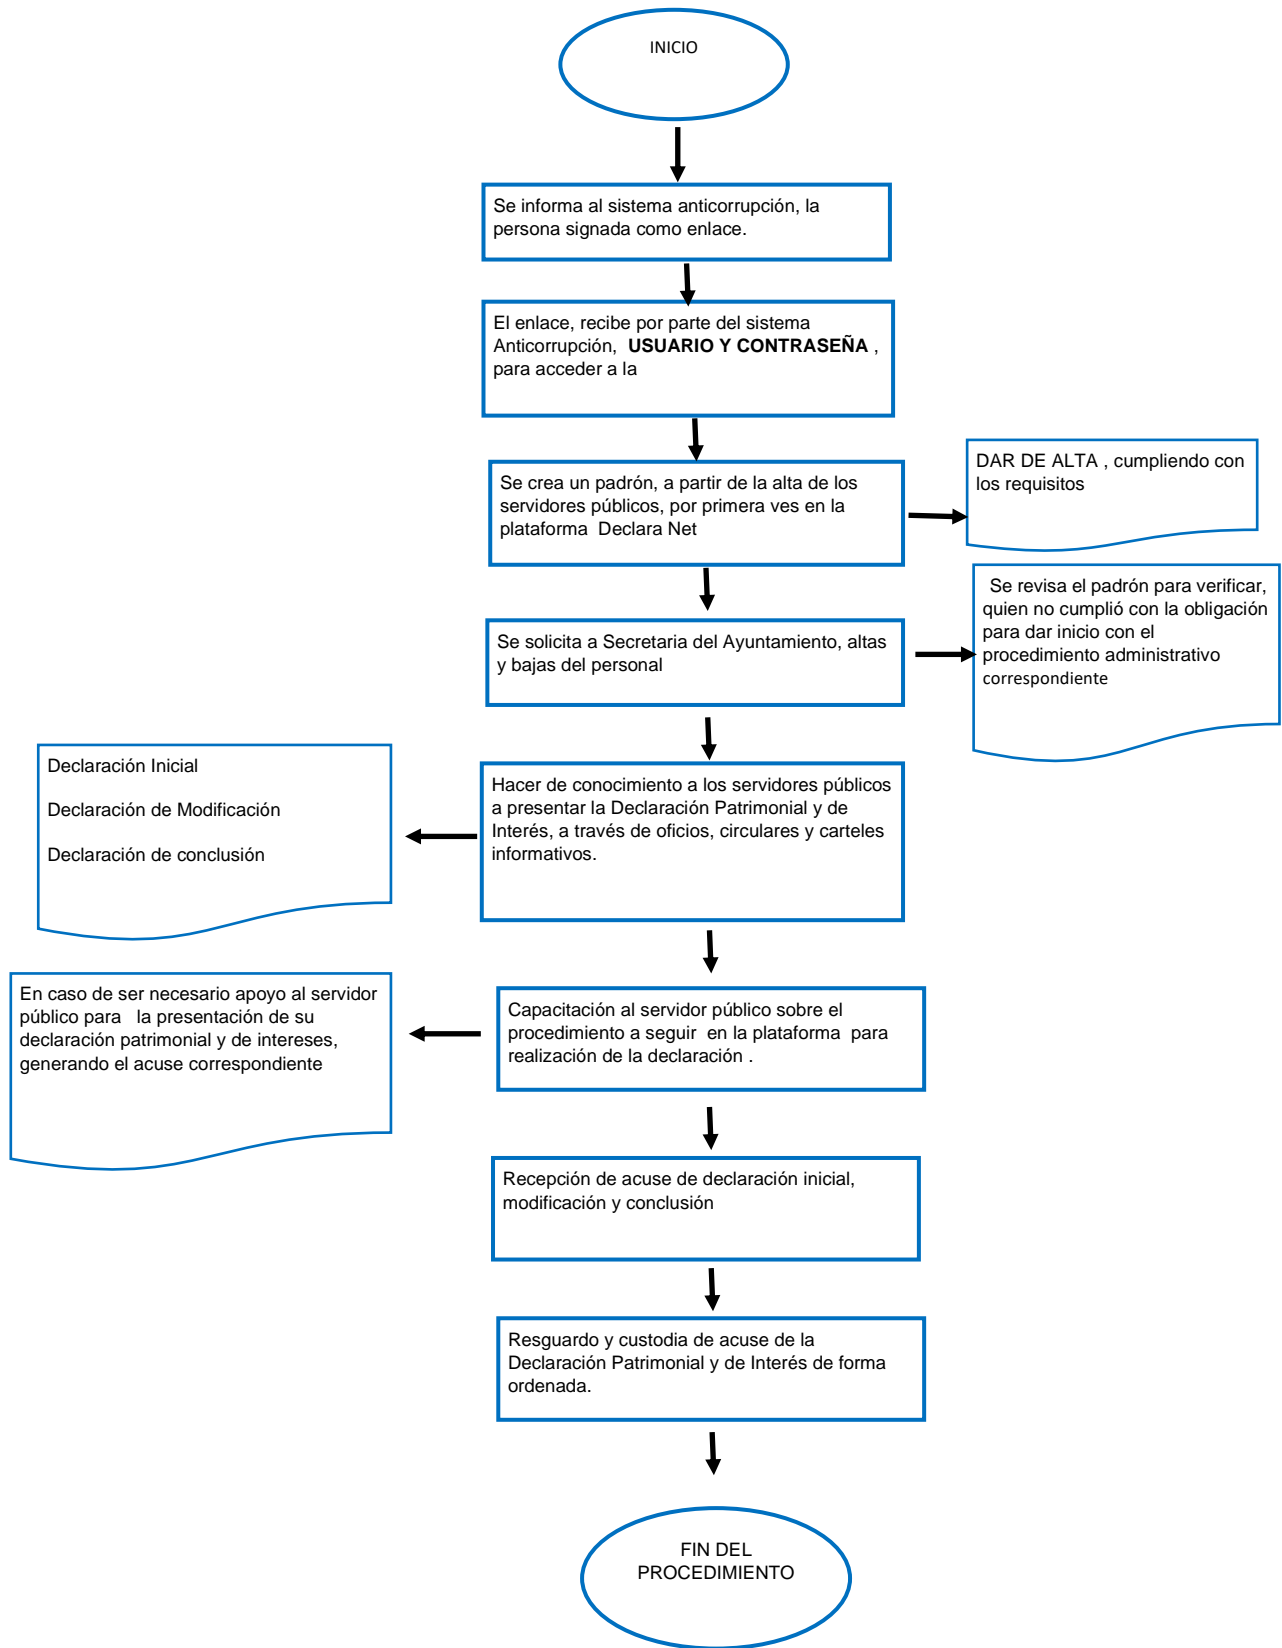 INICIO
Se informa al sistema anticorrupción, la
persona signada como enlace.
El enlace, recibe por parte del sistema
Anticorrupción, USUARIO Y CONTRASEÑA ,
para acceder a la
Se crea un padrón, a partir de la alta de los
servidores públicos, por primera ves en la
plataforma Declara Net
DAR DE ALTA , cumpliendo con
los requisitos
Se solicita a Secretaria del Ayuntamiento, altas
y bajas del personal
Se revisa el padrón para verificar,
quien no cumplió con la obligación
para dar inicio con el
procedimiento administrativo
correspondiente
Hacer de conocimiento a los servidores públicos
a presentar la Declaración Patrimonial y de
Interés, a través de oficios, circulares y carteles
informativos.
Declaración Inicial
Declaración de Modificación
Declaración de conclusión
Capacitación al servidor público sobre el
procedimiento a seguir en la plataforma para
realización de la declaración .
En caso de ser necesario apoyo al servidor
público para la presentación de su
declaración patrimonial y de intereses,
generando el acuse correspondiente
Recepción de acuse de declaración inicial,
modificación y conclusión
Resguardo y custodia de acuse de la
Declaración Patrimonial y de Interés de forma
ordenada.
FIN DEL
PROCEDIMIENTO